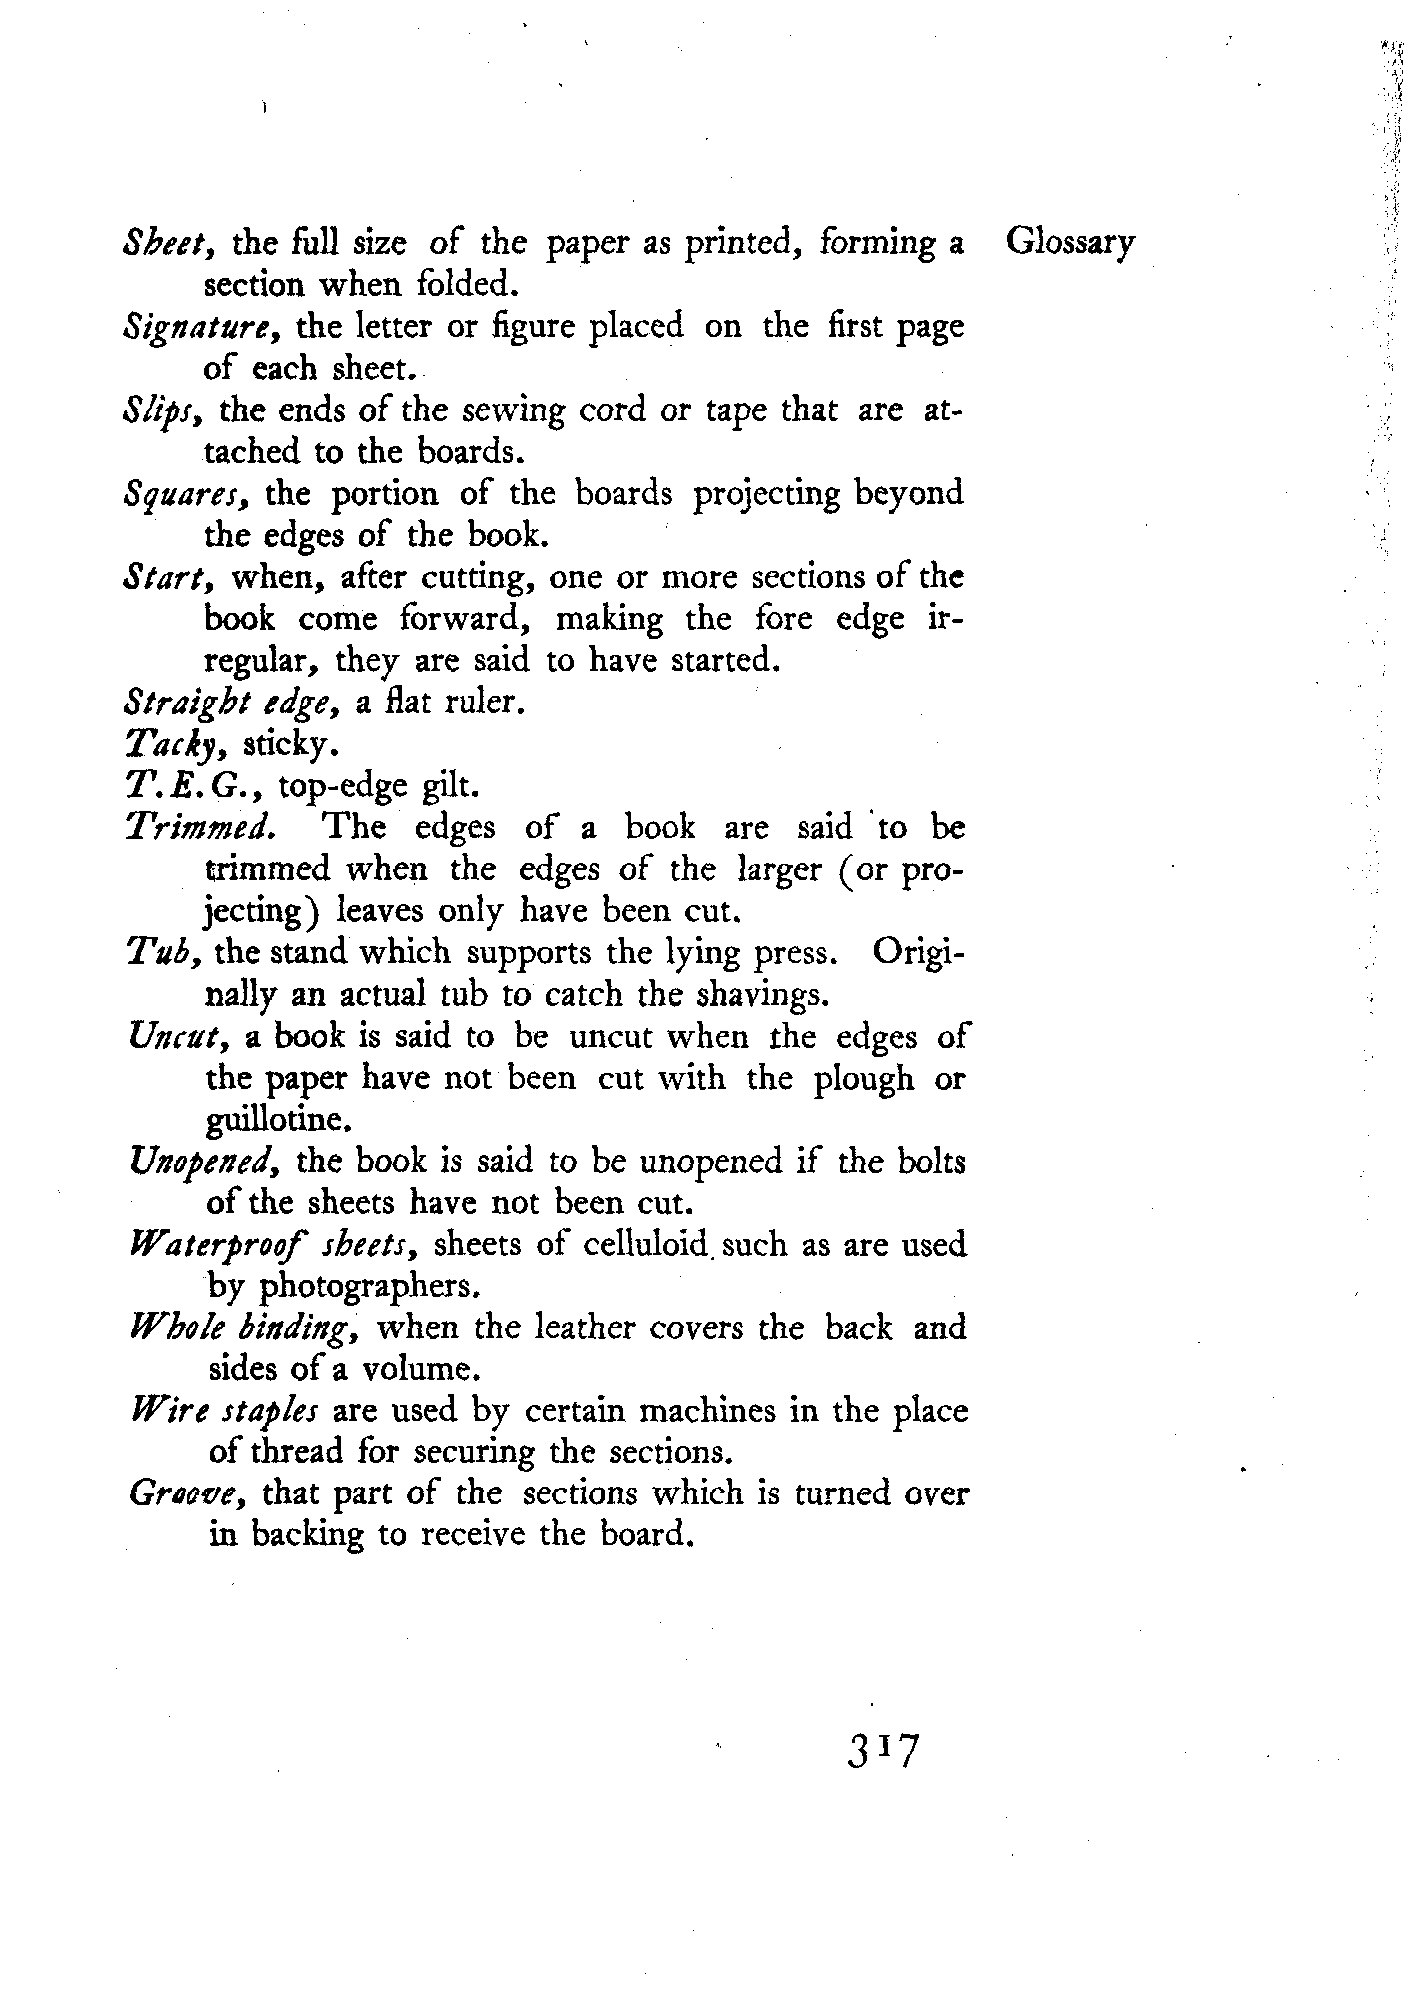 Sheet, the full size of the paper as printed, forming a
section when folded.
Signature, the letter or figure placed on the first page
of each sheet.
Slips, the ends of the sewing cord or tape that are at-
tached to the boards.
Squares, the portion of the boards projecting beyond
the edges of the book.
Start, when, after cutting, one or more sections of the
book come forward, making the fore edge ir-
regular, they are said to have started.
Straight edge, a flat ruler.
Tacky, sticky.
T.E.G., top-edge gilt.
Trimmed. The edges of a book are said to be
trimmed when the edges of the larger (or pro-
jecting) leaves only have been cut.
Tub, the stand which supports the lying press. Origi-
nally an actual tub to catch the shavings.
Uncut, a book is said to be uncut when the edges of
the paper have not been cut with the plough or
guillotine.
Unopened, the book is said to be unopened if the bolts
of the sheets have not been cut.
Waterproof sheets, sheets of celluloid such as are used
by photographers.
Whole binding, when the leather covers the back and
sides of a volume.
Wire staples are used by certain machines in the place
of thread for securing the sections.
Groove, that part of the sections which is turned over
in backing to receive the board.
Glossary
317